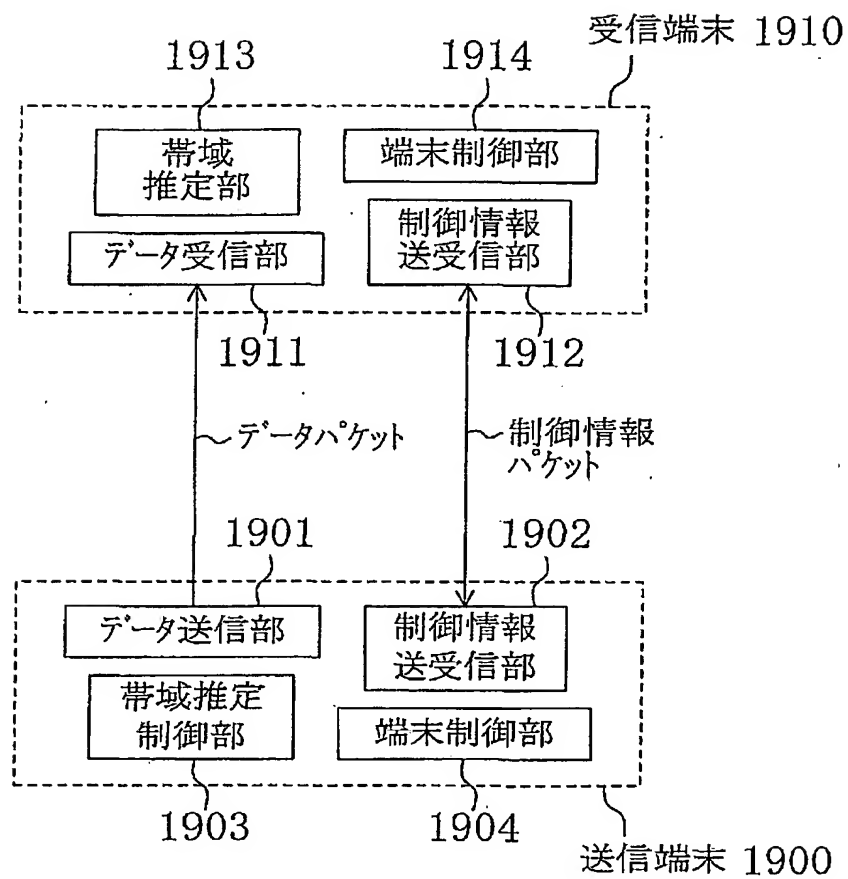 受信端末 1910
1913
1914
帯域
推定部
端末制御部
データ受信部
制御情報
送受信部
1911
1912
データパケット
制御情報
パケット
1901
1902
データ送信部
制御情報
送受信部
帯域推定
制御部
端末制御部
1903
1904
送信端末 1900